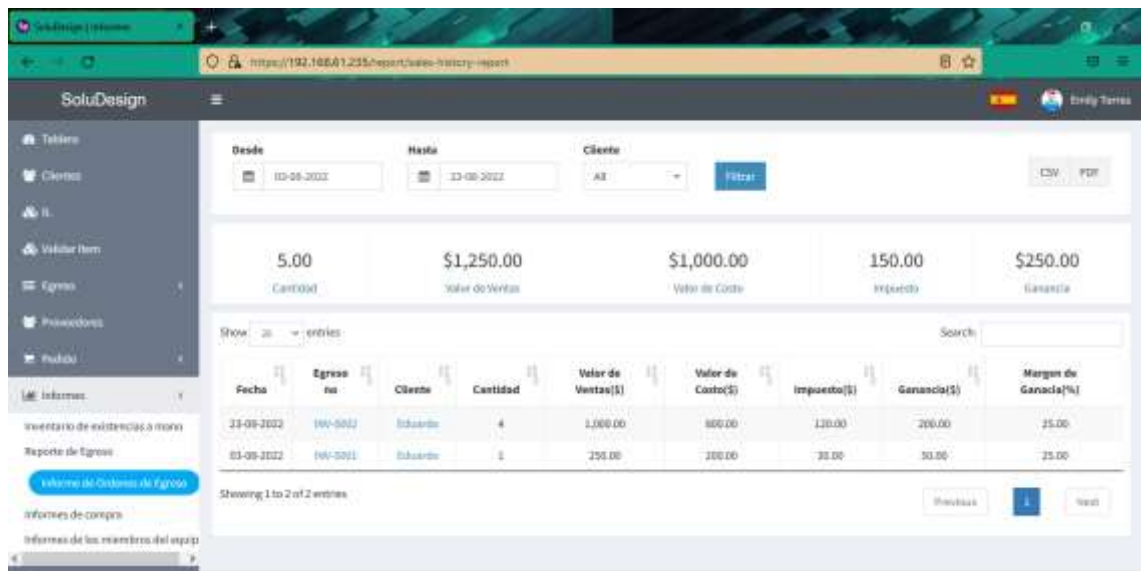 SoluDesign | Informes
https://192.168.61.235/report/sales-history-report
SoluDesign
Emily Torres
Tablero
Clientes
IL
Validar Item
Egreso
Proveedores
Pedido
Informes
Inventario de existencias a mano
Reporte de Egreso
Informe de Ordenes de Egreso
Informes de compra
Informes de los miembros del equip
Desde
Hasta
Cliente
03-08-2022
23-08-2022
All
Filtrar
CSV
PDF
5.00
Cantidad
$1,250.00
Valor de Ventas
$1,000.00
Valor de Costo
150.00
Impuesto
$250.00
Ganancia
Show entries
Search:
Fecha
Egreso no
Cliente
Cantidad
Valor de Ventas($)
Valor de Costo($)
Impuesto($)
Ganancia($)
Margen de Ganacia(%)
23-08-2022 INV-0002 Eduardo 4 1,000.00 800.00 120.00 200.00 25.00
03-08-2022 INV-0001 Eduardo 1 250.00 200.00 30.00 50.00 25.00
Showing 1 to 2 of 2 entries
Previous
1
Next